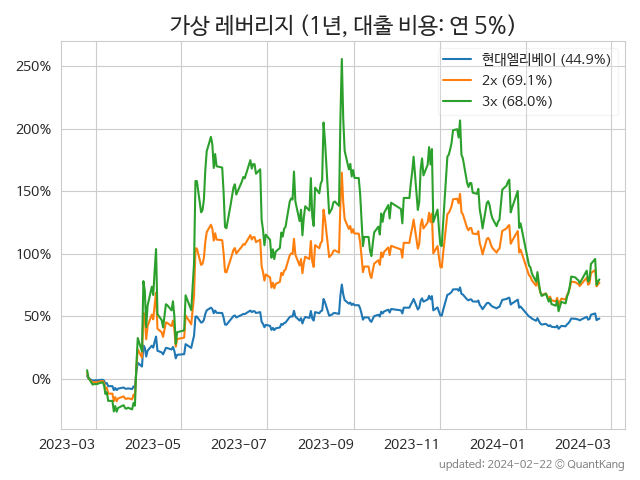 가상 레버리지 (1년, 대출 비용: 연 5%)
현대엘리베이 (44.9%)
2x (69.1%)
3x (68.0%)
250%
200%
150%
100%
50%
0%
2023-03 2023-05 2023-07 2023-09 2023-11 2024-01 2024-03
updated: 2024-02-22 © QuantKang